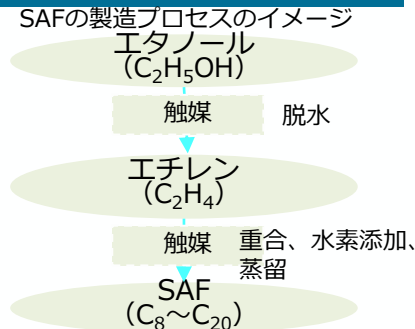 SAFの製造プロセスのイメージ
エタノール
(C₂H₅OH)
触媒
脱水
エチレン
(C₂H₄)
触媒
重合、水素添加、
蒸留
SAF
(C₈～C₂₀)